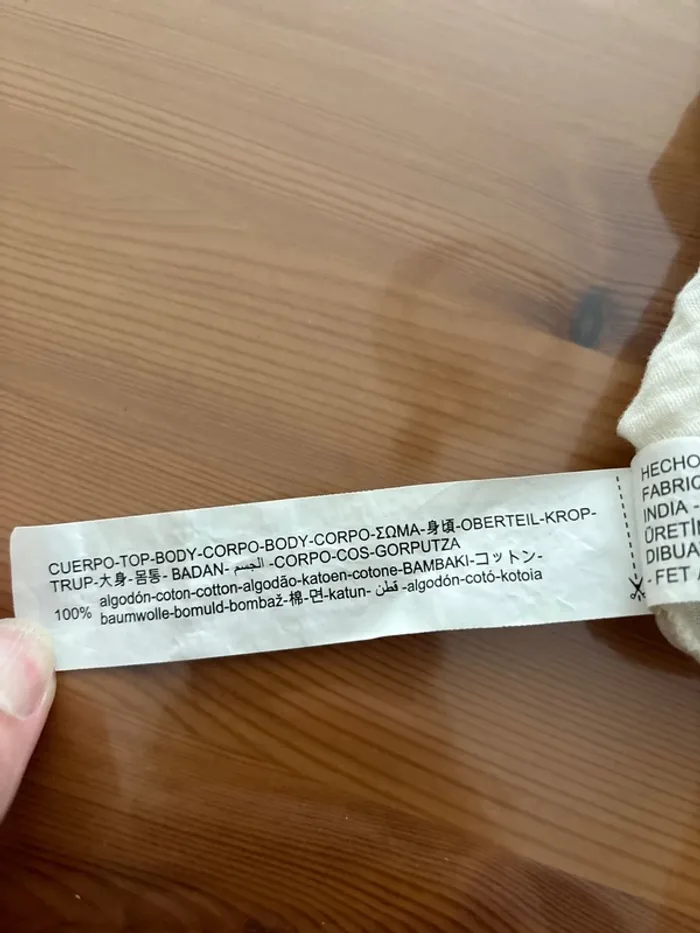 CUERPO-TOP-BODY-CORPO-BODY-CORPO-ΣΩΜΑ-身頃-OBERTEIL-KROP-
TRUP-大身-몸통- BADAN- الجسم -CORPO-COS-GORPUTZA
100% algodón-coton-cotton-algodão-katoen-cotone-BAMBAKI-コットン-
baumwolle-bomuld-bombaž-棉-면-katun- قطن -algodón-cotó-kotoia
HECHO
FABRIC
INDIA -
ÜRETİ
DIBUA
- FET